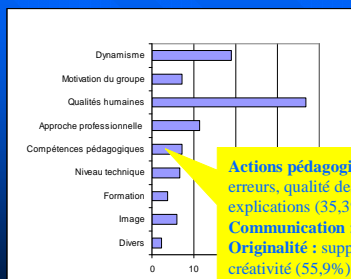 Dynamisme
Motivation du groupe
Qualités humaines
Approche professionnelle
Compétences pédagogiques
Niveau technique
Formation
Image
Divers
0 10
Actions pédagogi
erreurs, qualité de
explications (35,3
Communication :
Originalité : supp
créativité (55,9%)